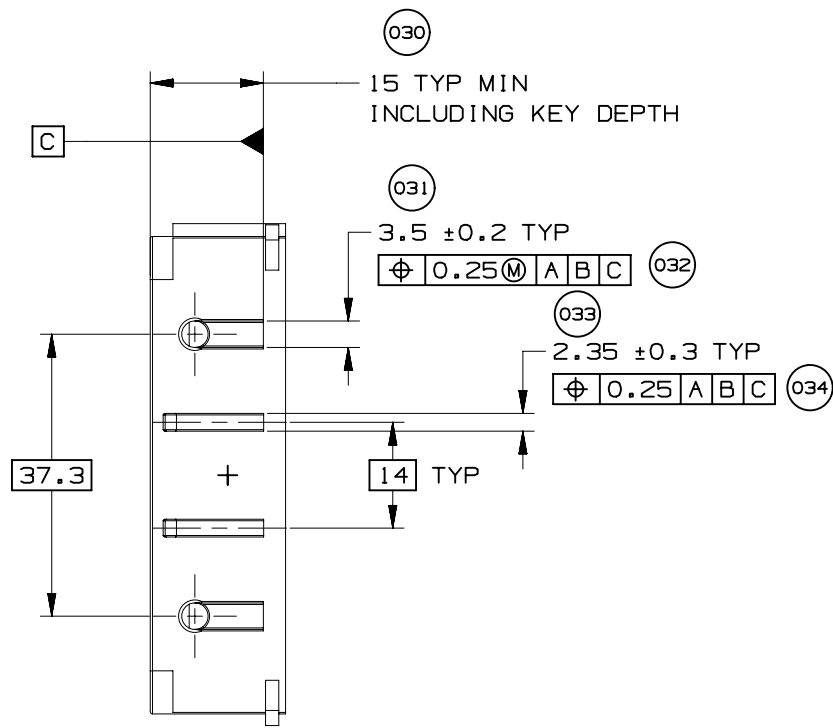 030
15 TYP MIN
INCLUDING KEY DEPTH
C
031
3.5 ±0.2 TYP
⌖ 0.25Ⓜ A B C 032
033
2.35 ±0.3 TYP
⌖ 0.25 A B C 034
37.3
14 TYP